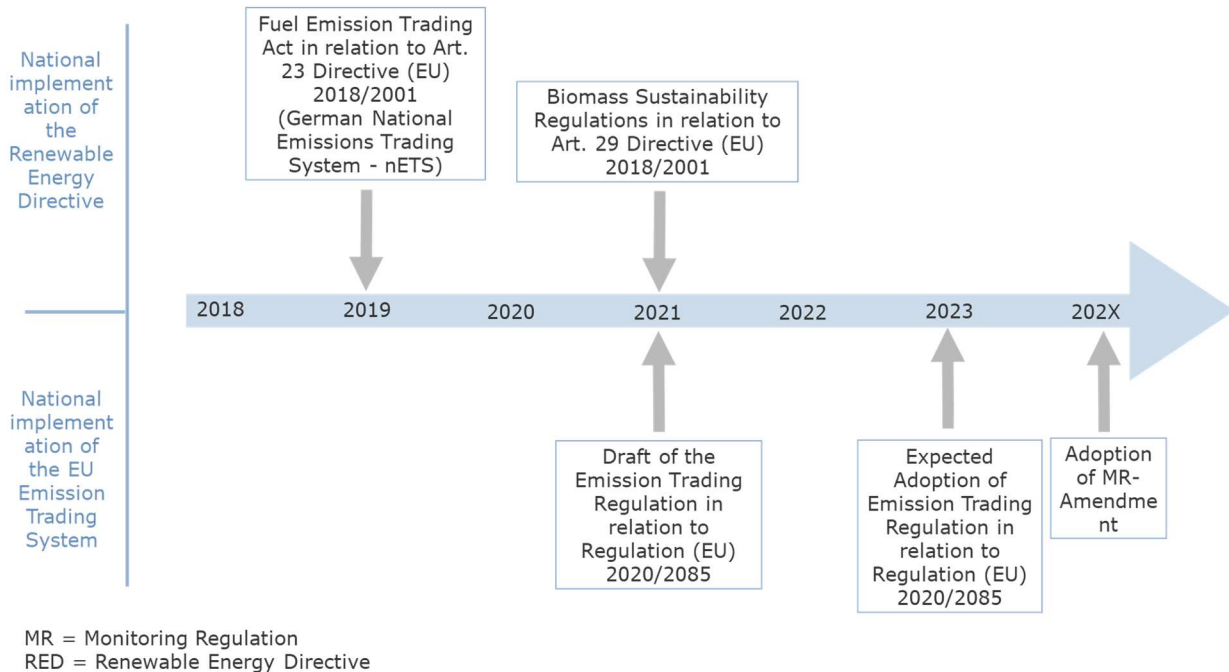 National
implement
ation of
the
Renewable
Energy
Directive
Fuel Emission Trading
Act in relation to Art.
23 Directive (EU)
2018/2001
(German National
Emissions Trading
System - nETS)
Biomass Sustainability
Regulations in relation to
Art. 29 Directive (EU)
2018/2001
2018 2019 2020 2021 2022 2023 202X
National
implement
ation of
the EU
Emission
Trading
System
Draft of the
Emission Trading
Regulation in
relation to
Regulation (EU)
2020/2085
Expected
Adoption of
Emission Trading
Regulation in
relation to
Regulation (EU)
2020/2085
Adoption
of MR-
Amendme
nt
MR = Monitoring Regulation
RED = Renewable Energy Directive